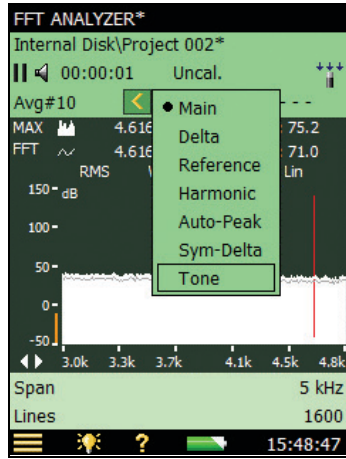 FFT ANALYZER*
Internal Disk\Project 002*
00:00:01 Uncal.
Avg#10 < - - -
Main
Delta
Reference
Harmonic
Auto-Peak
Sym-Delta
Tone
MAX 4.616 : 75.2
FFT 4.616 : 71.0
RMS Lin
150 dB
100
50
0
-50
3.0k 3.3k 3.7k 4.1k 4.5k 4.8k
Span 5 kHz
Lines 1600
? 15:48:47